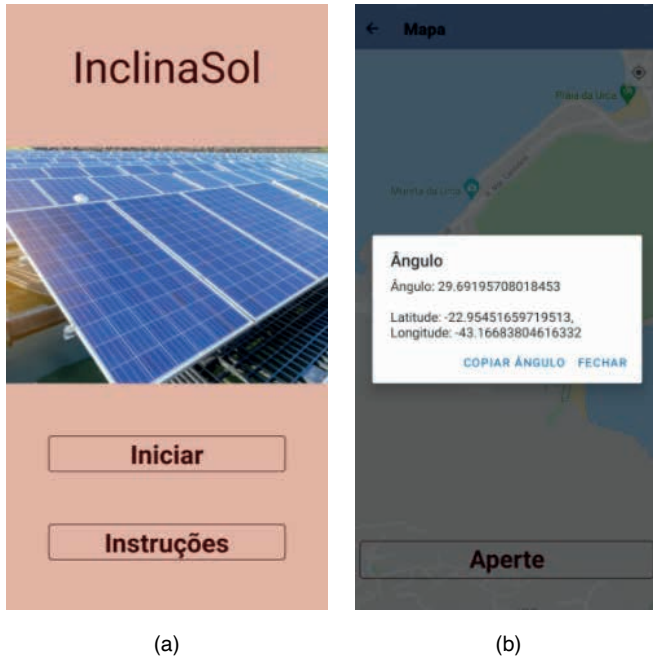 InclinaSol
Iniciar
Instruções
(a)
Mapa
Praia da Urca
Mureta da Urca
Ângulo
Ângulo: 29.69195708018453
Latitude: -22.95451659719513,
Longitude: -43.16683804616332
COPIAR ÂNGULO FECHAR
Aperte
(b)